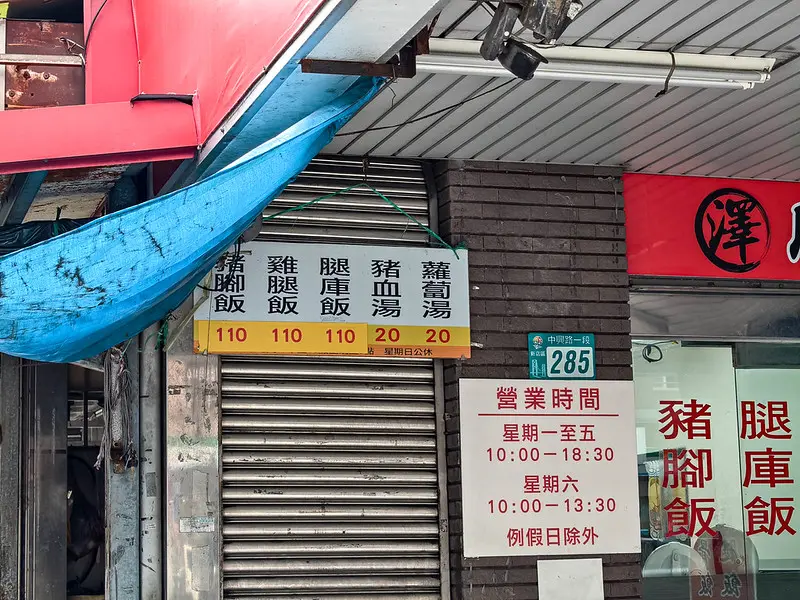 豬腳飯 110
雞腿飯 110
腿庫飯 110
豬血湯 20
蘿蔔湯 20
星期日公休
澤
中興路一段
新店區
285
營業時間
星期一至五
10:00－18:30
星期六
10:00－13:30
例假日除外
豬腳飯
腿庫飯